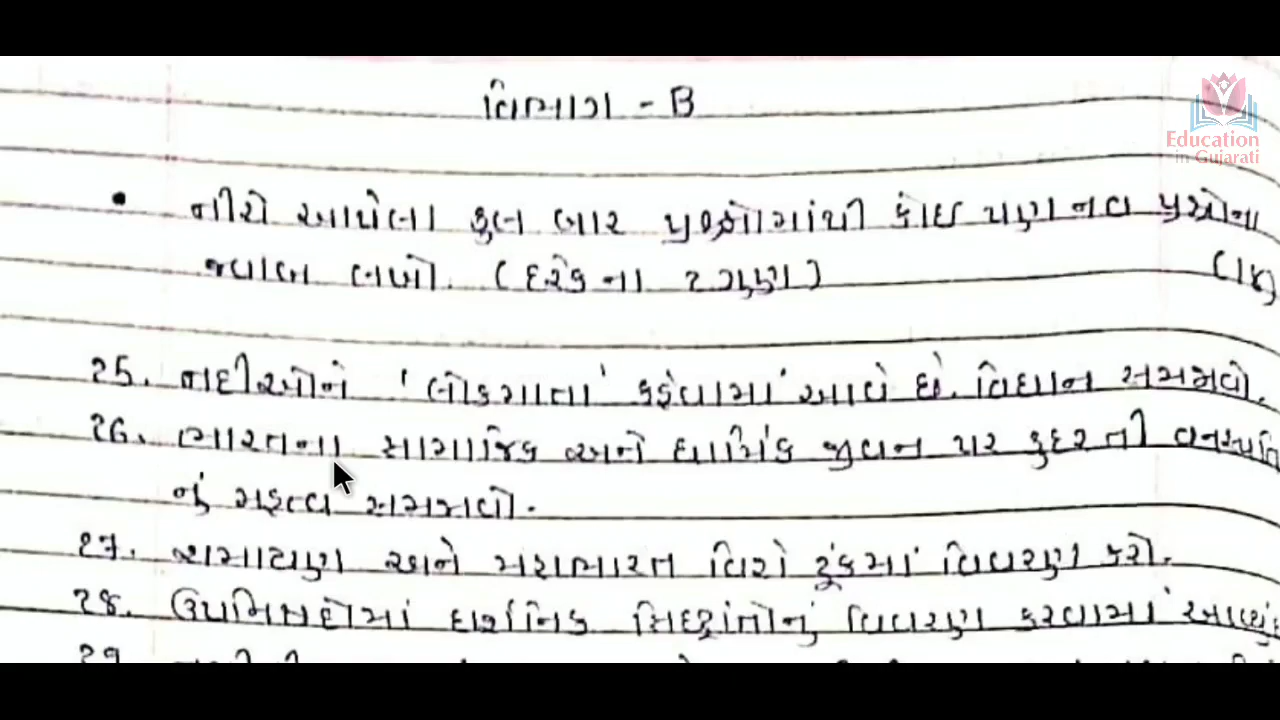 Education
in Gujarati
વિભાગ - B
• નીચે આપેલા કુલ બાર પ્રશ્નોમાંથી કોઇ પણ નવ પ્રશ્નોના
જવાબ લખો. (દરેકના ૨ ગુણ) (18)
25. નદીઓને 'લોકમાતા' કહેવામાં આવે છે. વિધાન સમજાવો.
26. ભારતના સામાજિક અને ધાર્મિક જીવન પર કુદરતી વનસ્પતિ
નું મહત્વ સમજાવો.
27. રામાયણ અને મહાભારત વિશે ટૂંકમાં વિવરણ કરો.
28. ઉપનિષદોમાં દાર્શનિક સિદ્ધાંતોનું વિવરણ કરવામાં આવ્યું
29.